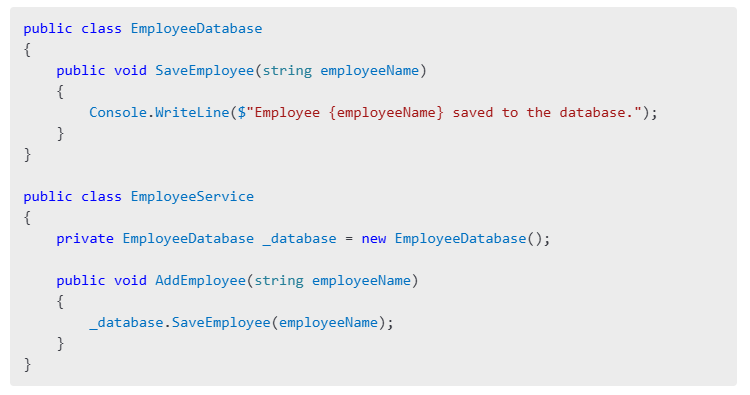 public class EmployeeDatabase
{
    public void SaveEmployee(string employeeName)
    {
        Console.WriteLine($"Employee {employeeName} saved to the database.");
    }
}

public class EmployeeService
{
    private EmployeeDatabase _database = new EmployeeDatabase();

    public void AddEmployee(string employeeName)
    {
        _database.SaveEmployee(employeeName);
    }
}